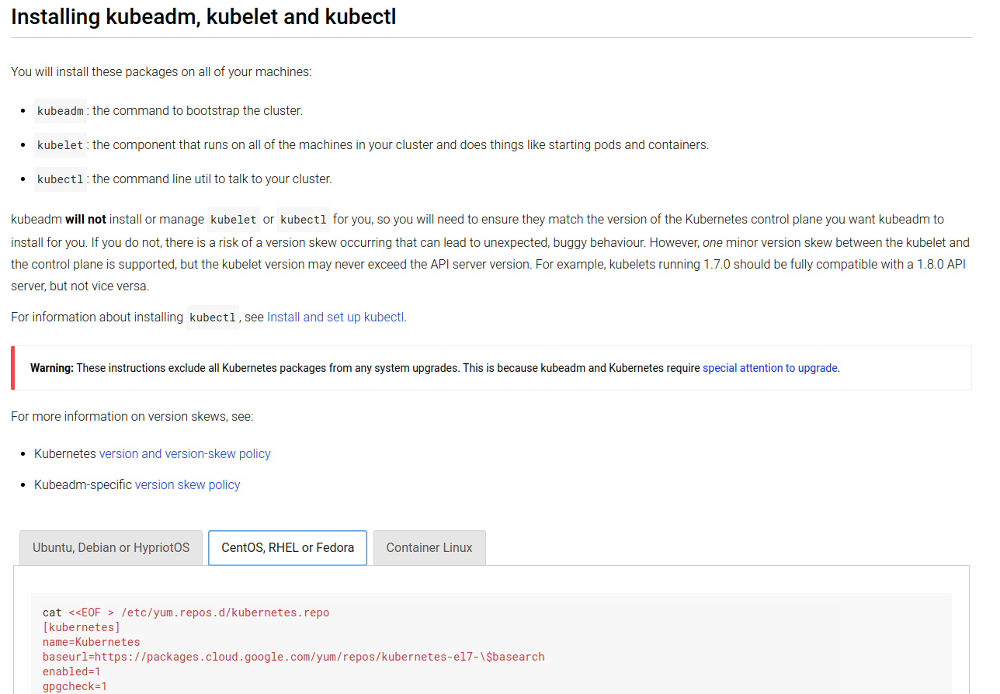 Installing kubeadm, kubelet and kubectl
You will install these packages on all of your machines:
kubeadm: the command to bootstrap the cluster.
kubelet: the component that runs on all of the machines in your cluster and does things like starting pods and containers.
kubectl: the command line util to talk to your cluster.
kubeadm will not install or manage kubelet or kubectl for you, so you will need to ensure they match the version of the Kubernetes control plane you want kubeadm to
install for you. If you do not, there is a risk of a version skew occurring that can lead to unexpected, buggy behaviour. However, one minor version skew between the kubelet and
the control plane is supported, but the kubelet version may never exceed the API server version. For example, kubelets running 1.7.0 should be fully compatible with a 1.8.0 API
server, but not vice versa.
For information about installing kubectl, see Install and set up kubectl.
Warning: These instructions exclude all Kubernetes packages from any system upgrades. This is because kubeadm and Kubernetes require special attention to upgrade.
For more information on version skews, see:
Kubernetes version and version-skew policy
Kubeadm-specific version skew policy
Ubuntu, Debian or HypriotOS CentOS, RHEL or Fedora Container Linux
cat <<EOF > /etc/yum.repos.d/kubernetes.repo
[kubernetes]
name=Kubernetes
baseurl=https://packages.cloud.google.com/yum/repos/kubernetes-el7-\$basearch
enabled=1
gpgcheck=1